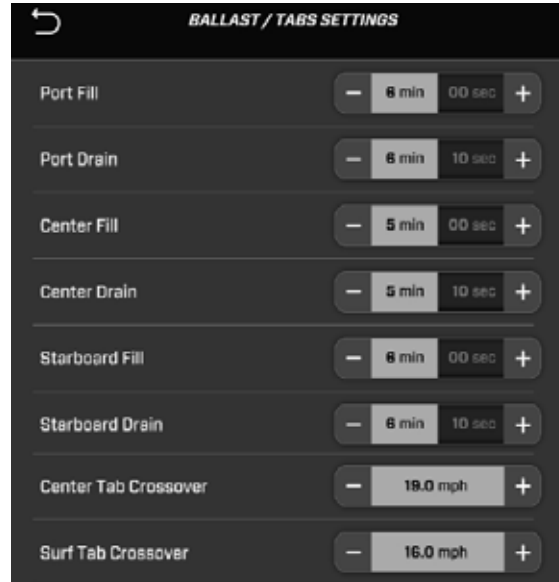 BALLAST / TABS SETTINGS
Port Fill − 6 min 00 sec +
Port Drain − 6 min 10 sec +
Center Fill − 5 min 00 sec +
Center Drain − 5 min 10 sec +
Starboard Fill − 6 min 00 sec +
Starboard Drain − 6 min 10 sec +
Center Tab Crossover − 19.0 mph +
Surf Tab Crossover − 16.0 mph +